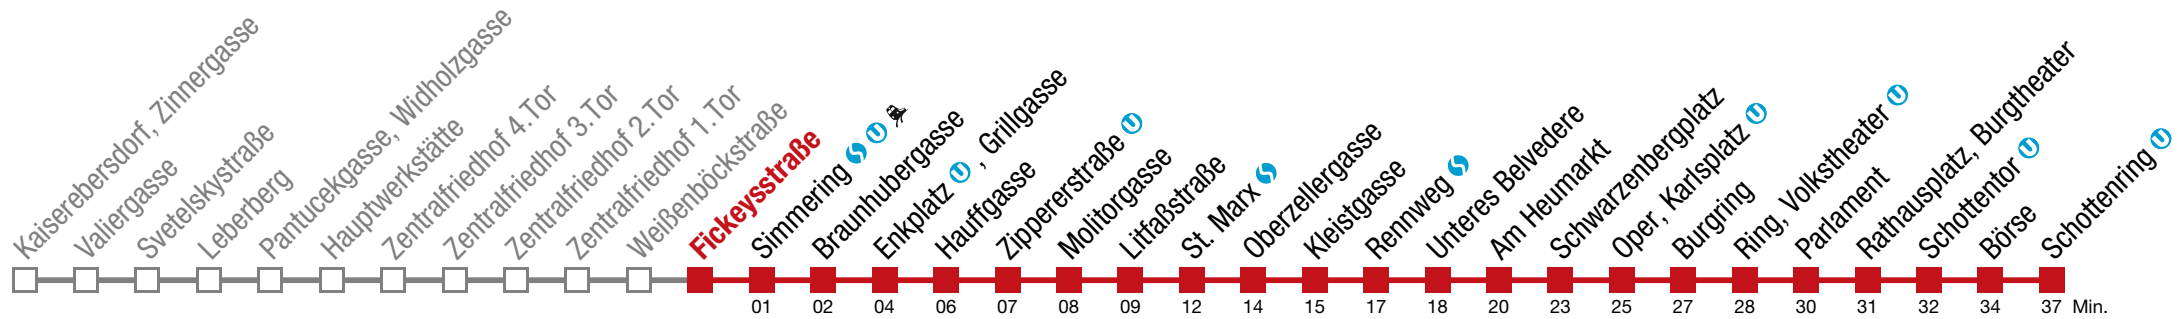 Kaiserebersdorf, Zinnergasse
Valiergasse
Svetelskystraße
Leberberg
Pantucekgasse, Widholzgasse
Hauptwerkstätte
Zentralfriedhof 4.Tor
Zentralfriedhof 3.Tor
Zentralfriedhof 2.Tor
Zentralfriedhof 1.Tor
Weißenböckstraße
Fickeysstraße
Simmering S U
Braunhubergasse
Enkplatz U , Grillgasse
Hauffgasse
Zippererstraße U
Molitorgasse
Litfaßstraße
St. Marx S
Oberzellergasse
Kleistgasse
Rennweg S
Unteres Belvedere
Am Heumarkt
Schwarzenbergplatz
Oper, Karlsplatz U
Burgring
Ring, Volkstheater U
Parlament
Rathausplatz, Burgtheater
Schottentor U
Börse
Schottenring U
01 02 04 06 07 08 09 12 14 15 17 18 20 23 25 27 28 30 31 32 34 37 Min.